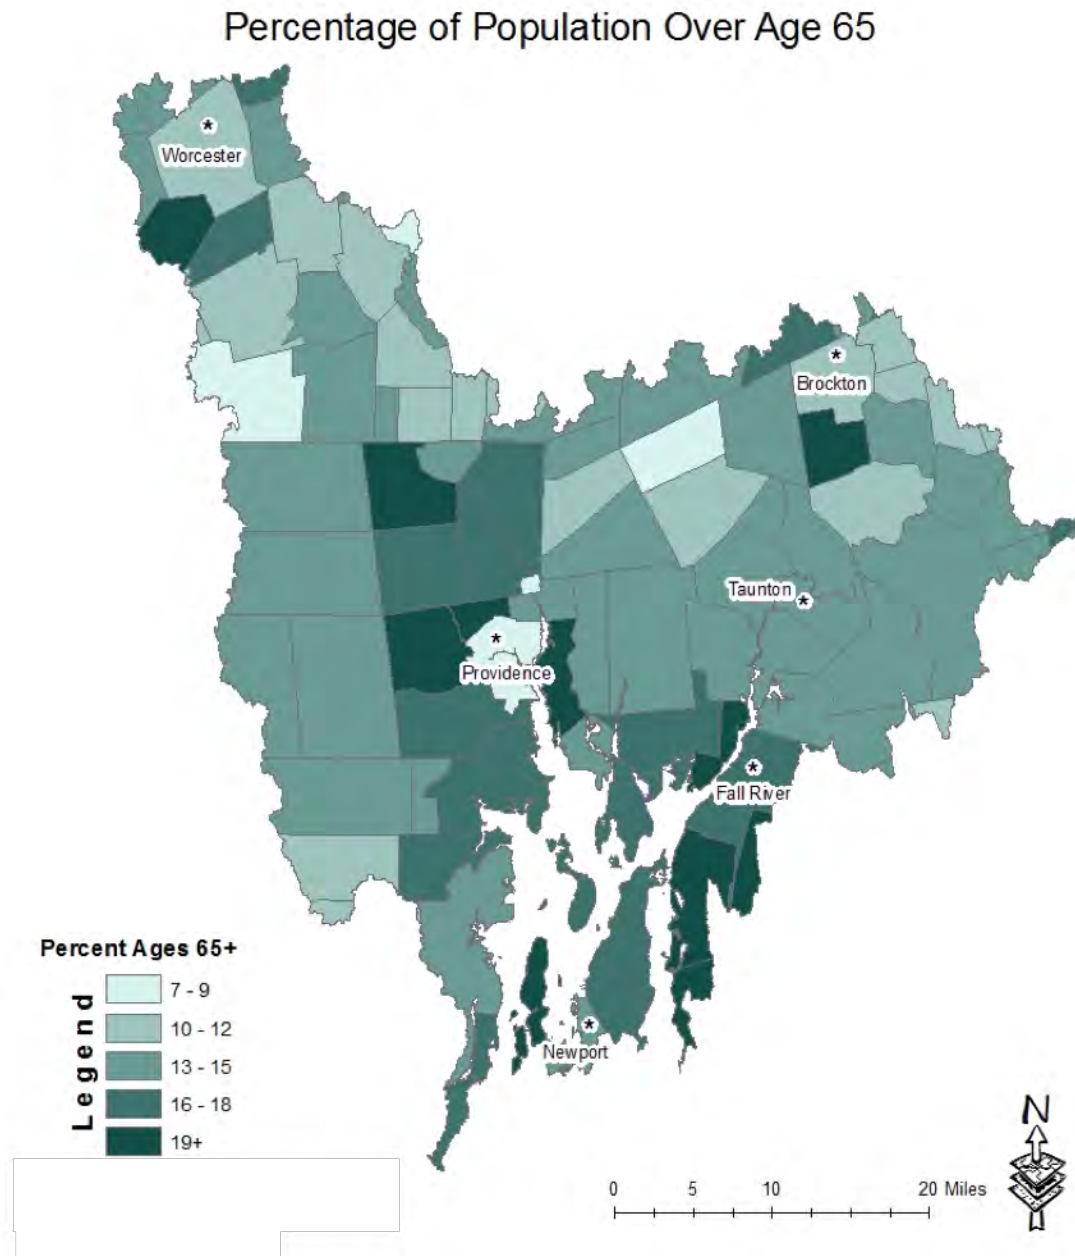 Percentage of Population Over Age 65
*
Worcester
*
Brockton
Taunton *
*
Providence
*
Fall River
*
Newport
Percent Ages 65+
Legend
7 - 9
10 - 12
13 - 15
16 - 18
19+
N
0 5 10 20 Miles